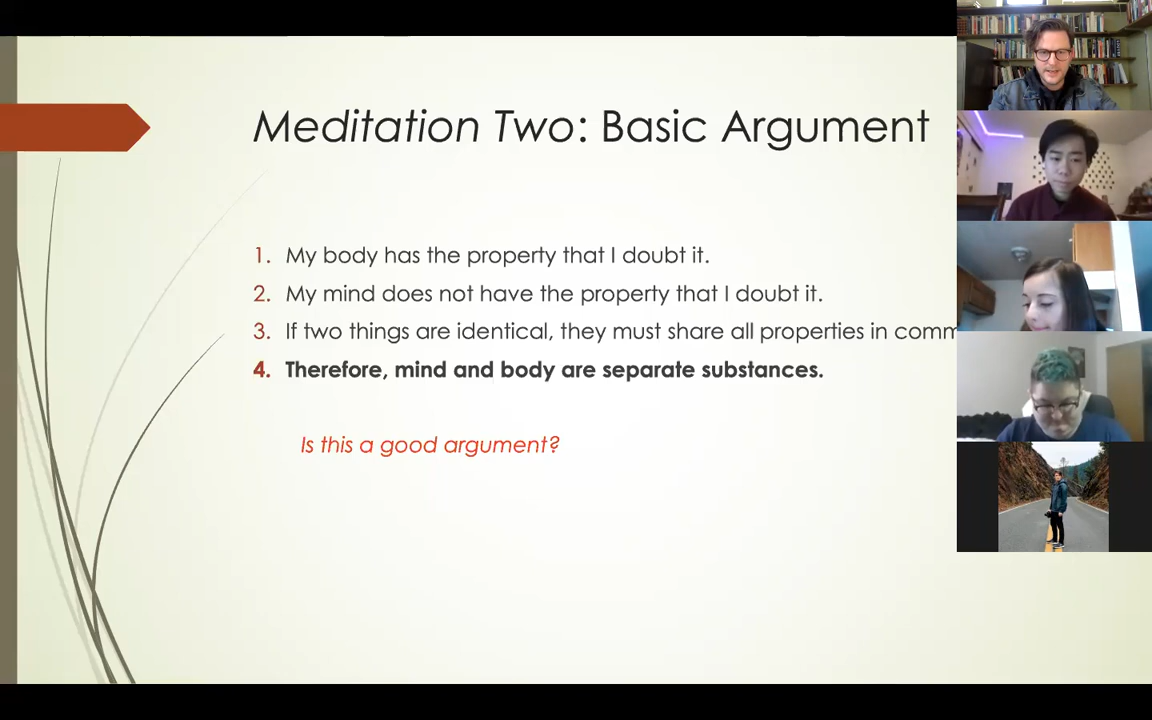 Meditation Two: Basic Argument
1. My body has the property that I doubt it.
2. My mind does not have the property that I doubt it.
3. If two things are identical, they must share all properties in
4. Therefore, mind and body are separate substances.
Is this a good argument?